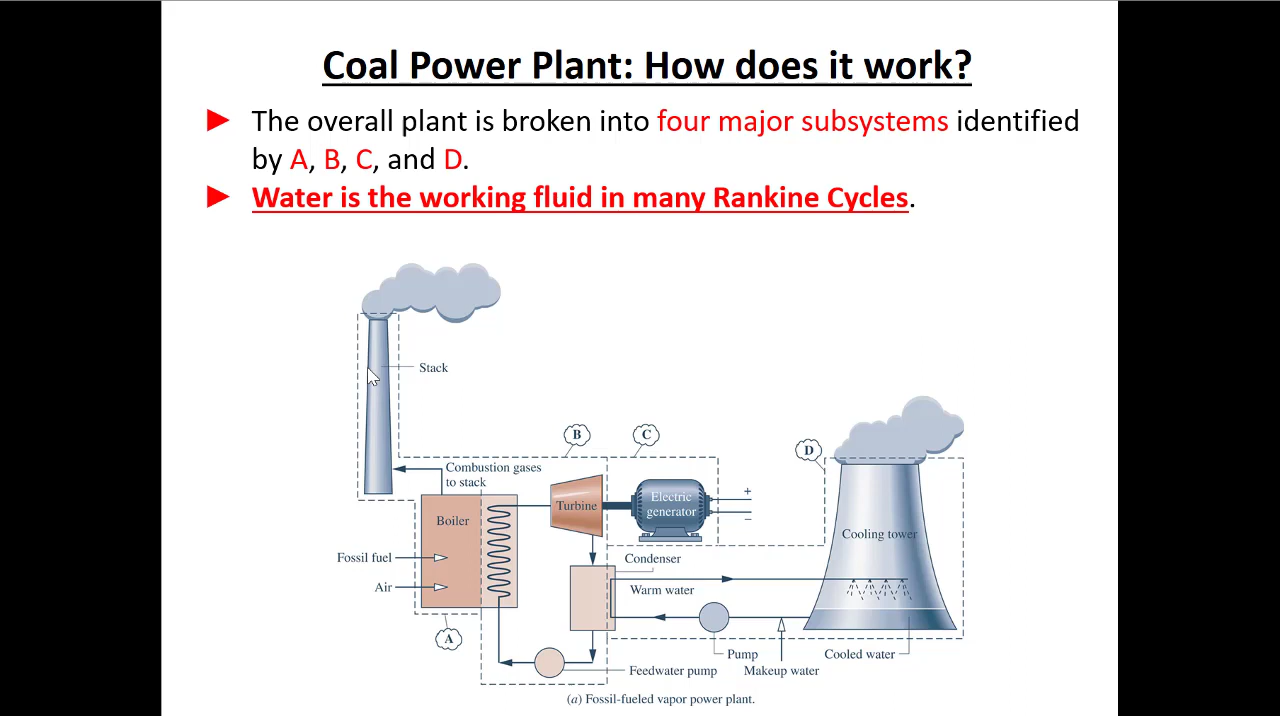 Coal Power Plant: How does it work?
The overall plant is broken into four major subsystems identified
by A, B, C, and D.
Water is the working fluid in many Rankine Cycles.
Stack
B
C
D
Combustion gases
to stack
Turbine
Electric
generator
+
−
Boiler
Cooling tower
Fossil fuel
Air
Condenser
Warm water
A
Pump
Cooled water
Feedwater pump
Makeup water
(a) Fossil-fueled vapor power plant.